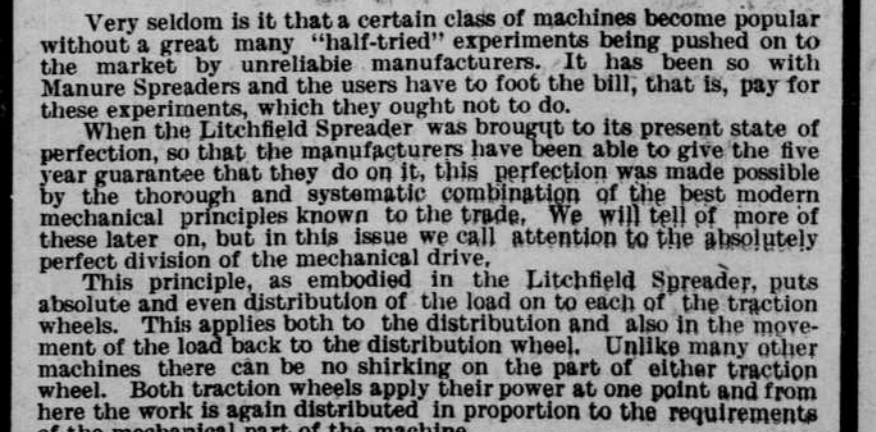 Very seldom is it that a certain class of machines become popular
without a great many "half-tried" experiments being pushed on to
the market by unreliable manufacturers. It has been so with
Manure Spreaders and the users have to foot the bill, that is, pay for
these experiments, which they ought not to do.
When the Litchfield Spreader was brougųt to its present state of
perfection, so that the manufacturers have been able to give the five
year guarantee that they do on it, this perfection was made possible
by the thorough and systematic combination of the best modern
mechanical principles known to the trade. We will tell of more of
these later on, but in this issue we call attention to the absolutely
perfect division of the mechanical drive.
This principle, as embodied in the Litchfield Spreader, puts
absolute and even distribution of the load on to each of the traction
wheels. This applies both to the distribution and also in the move-
ment of the load back to the distribution wheel. Unlike many other
machines there can be no shirking on the part of either traction
wheel. Both traction wheels apply their power at one point and from
here the work is again distributed in proportion to the requirements
of the mechanical part of the machine.